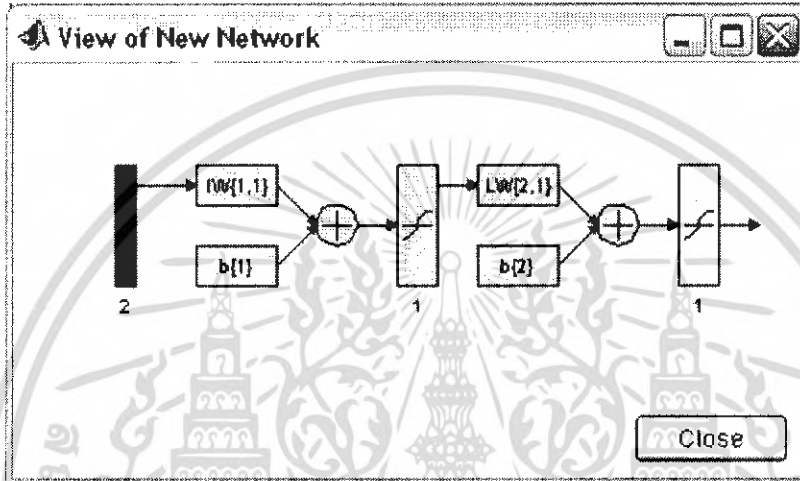 View of New Network
IW{1,1}
b{1}
LW{2,1}
b{2}
2
1
1
Close